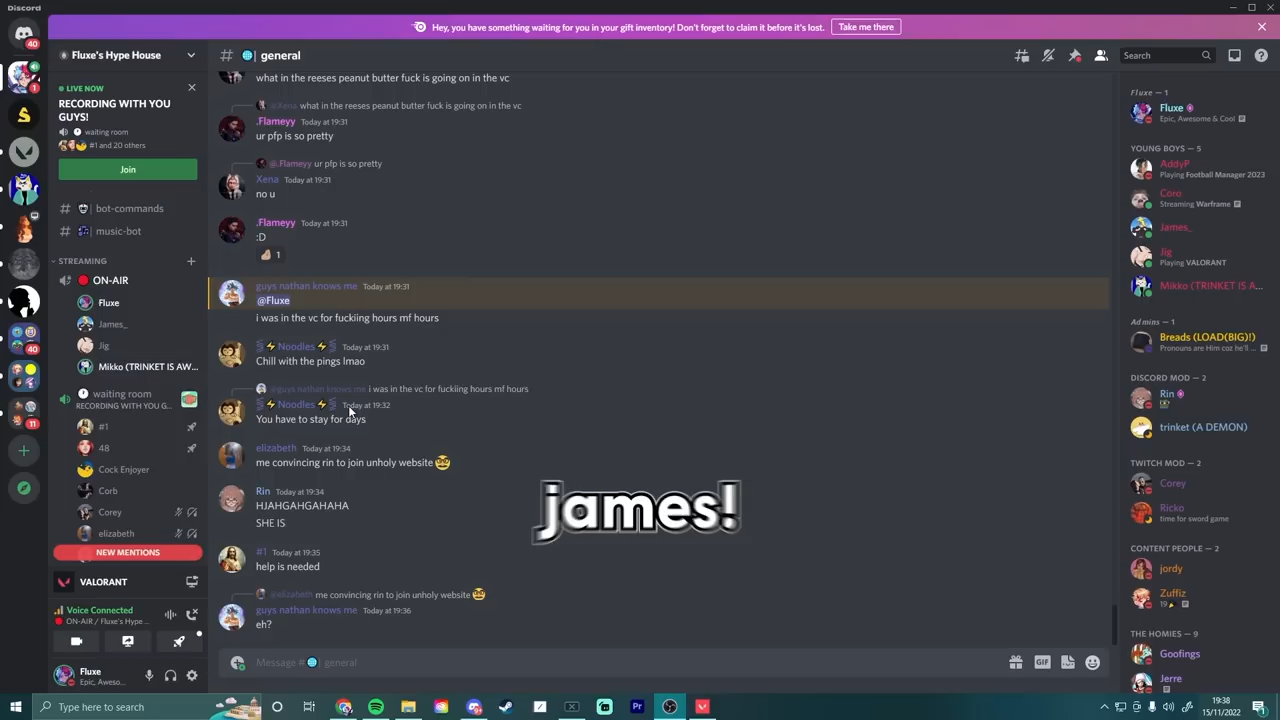 Discord
Hey, you have something waiting for you in your gift inventory! Don't forget to claim it before it's lost.
Take me there
40
1
40
11
Fluxe's Hype House
LIVE NOW
RECORDING WITH YOU
GUYS!
waiting room
#1 and 20 others
Join
bot-commands
music-bot
STREAMING
ON-AIR
Fluxe
James_
Jig
Mikko (TRINKET IS AW...
waiting room
RECORDING WITH YOU G...
#1
48
Cock Enjoyer
Corb
Corey
elizabeth
NEW MENTIONS
VALORANT
Voice Connected
ON-AIR / Fluxe's Hype ...
Fluxe
Epic, Aweso...
# | general
Search
what in the reeses peanut butter fuck is going on in the vc
@Xena what in the reeses peanut butter fuck is going on in the vc
.Flameyy Today at 19:31
ur pfp is so pretty
@.Flameyy ur pfp is so pretty
Xena Today at 19:31
no u
.Flameyy Today at 19:31
:D
1
guys nathan knows me Today at 19:31
@Fluxe
i was in the vc for fuckiing hours mf hours
Noodles Today at 19:31
Chill with the pings lmao
@guys nathan knows me i was in the vc for fuckiing hours mf hours
Noodles Today at 19:32
You have to stay for days
elizabeth Today at 19:34
me convincing rin to join unholy website 🤓
Rin Today at 19:34
HJAHGAHGAHAHA
SHE IS
#1 Today at 19:35
help is needed
@elizabeth me convincing rin to join unholy website 🤓
guys nathan knows me Today at 19:36
eh?
james!
Message # | general
GIF
Fluxe — 1
Fluxe
Epic, Awesome & Cool
YOUNG BOYS — 5
AddyP
Playing Football Manager 2023
Coro
Streaming Warframe
James_
Jig
Playing VALORANT
Mikko (TRINKET IS A...
Admins — 1
Breads (LOAD(BIG)!)
Pronouns are Him coz he'll ...
DISCORD MOD — 2
Rin
trinket (A DEMON)
TWITCH MOD — 2
Corey
Ricko
time for sword game
CONTENT PEOPLE — 2
jordy
Zuffiz
19
THE HOMIES — 9
Goofings
Jerre
Type here to search
Pr
19:38
15/11/2022